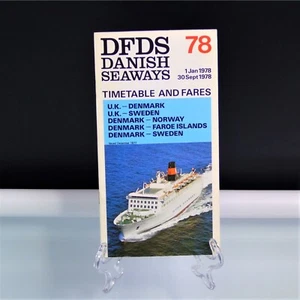 DFDS
DANISH
SEAWAYS
78
1 Jan 1978
30 Sept 1978
TIMETABLE AND FARES
U.K. – DENMARK
U.K. – SWEDEN
DENMARK – NORWAY
DENMARK – FAROE ISLANDS
DENMARK – SWEDEN